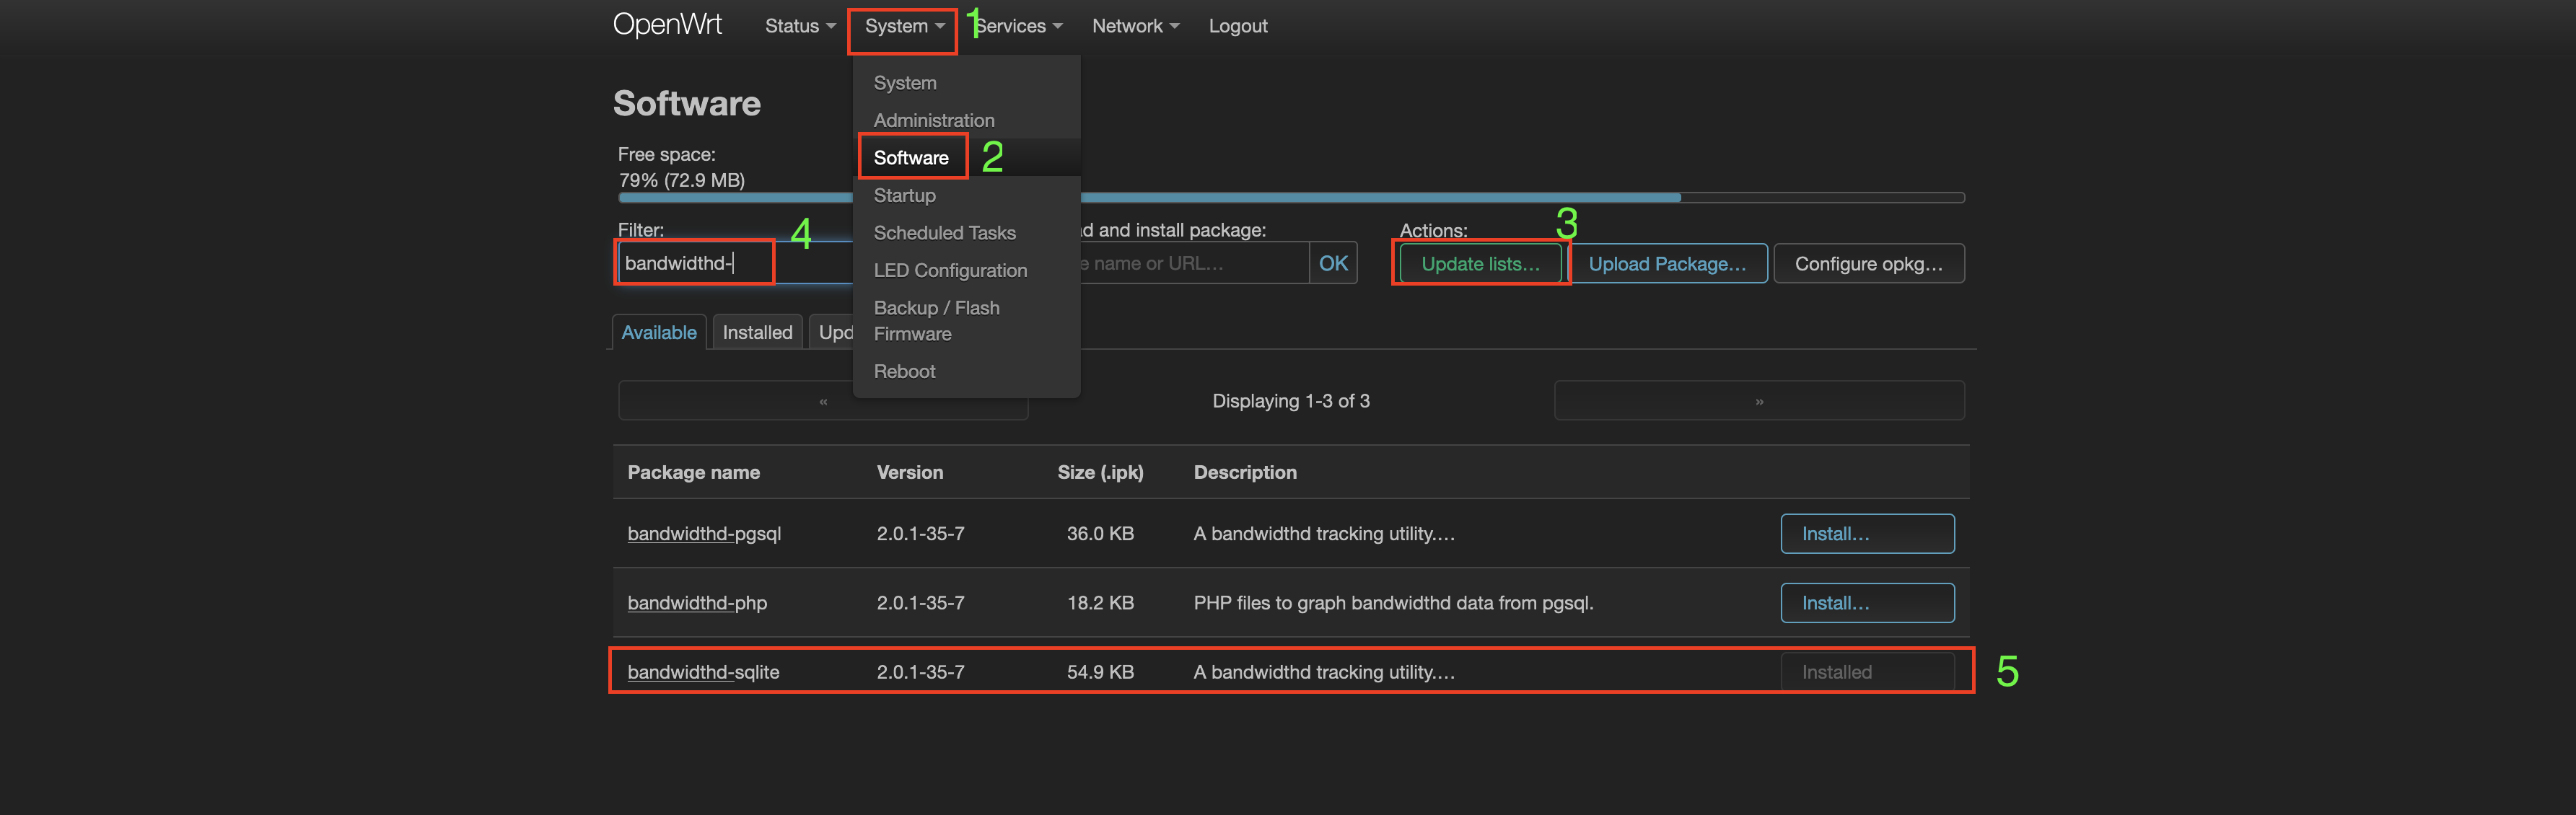 OpenWrt Status System 1 Services Network Logout
System
Administration
Software 2
Startup
Scheduled Tasks
LED Configuration
Backup / Flash
Firmware
Reboot
Software
Free space:
79% (72.9 MB)
Filter: 4
bandwidthd-
d and install package:
e name or URL... OK
Actions: 3
Update lists... Upload Package... Configure opkg...
Available Installed Upd
« Displaying 1-3 of 3 »
Package name Version Size (.ipk) Description
bandwidthd-pgsql 2.0.1-35-7 36.0 KB A bandwidthd tracking utility.... Install...
bandwidthd-php 2.0.1-35-7 18.2 KB PHP files to graph bandwidthd data from pgsql. Install...
bandwidthd-sqlite 2.0.1-35-7 54.9 KB A bandwidthd tracking utility.... Installed 5